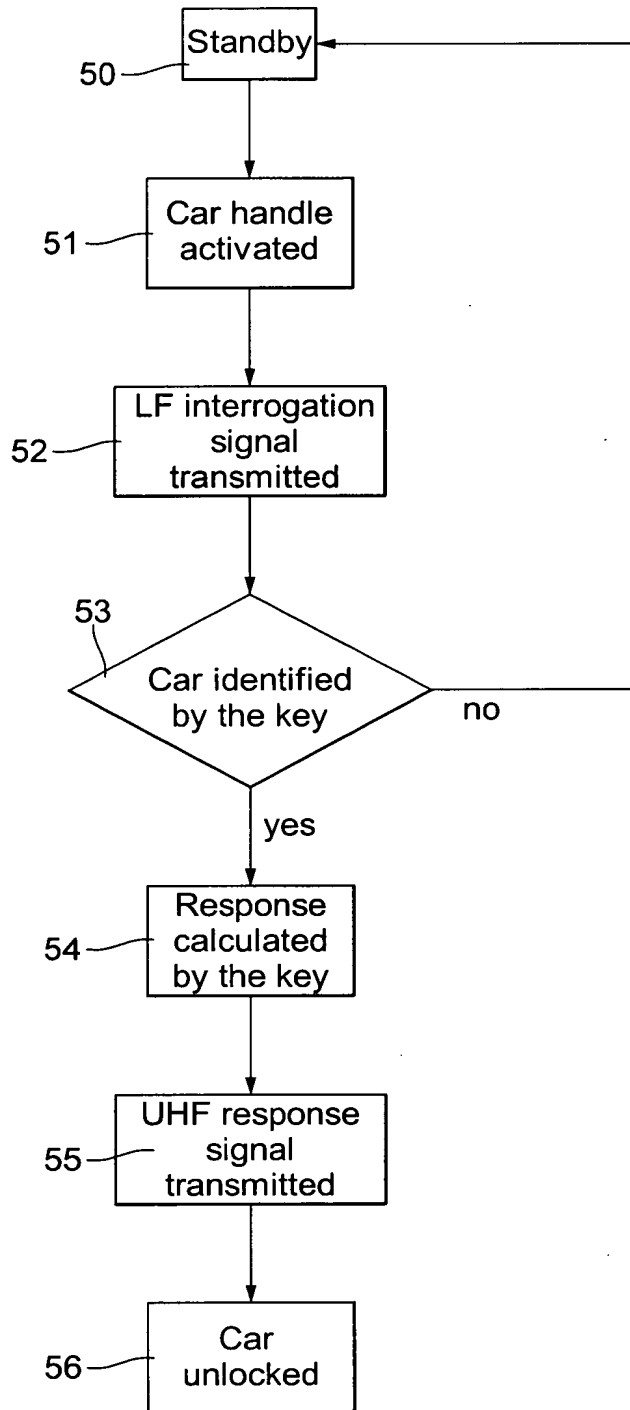 Standby
50
Car handle
activated
51
LF interrogation
signal
transmitted
52
53
Car identified
by the key
no
yes
Response
calculated
by the key
54
UHF response
signal
transmitted
55
Car
unlocked
56